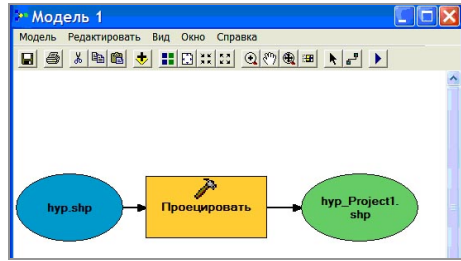 Модель 1
Модель Редактировать Вид Окно Справка
hyp.shp
Проецировать
hyp_Project1.
shp